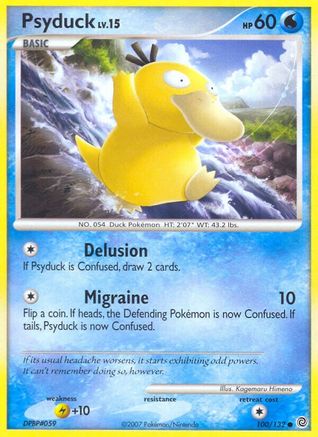 Psyduck LV.15 HP 60
BASIC
NO. 054 Duck Pokémon HT: 2'07" WT: 43.2 lbs.
Delusion
If Psyduck is Confused, draw 2 cards.
Migraine 10
Flip a coin. If heads, the Defending Pokémon is now Confused. If
tails, Psyduck is now Confused.
If its usual headache worsens, it starts exhibiting odd powers.
It can't remember doing so, however.
Illus. Kagemaru Himeno
weakness resistance retreat cost
+10
DPBP#059 ©2007 Pokémon/Nintendo 100/132